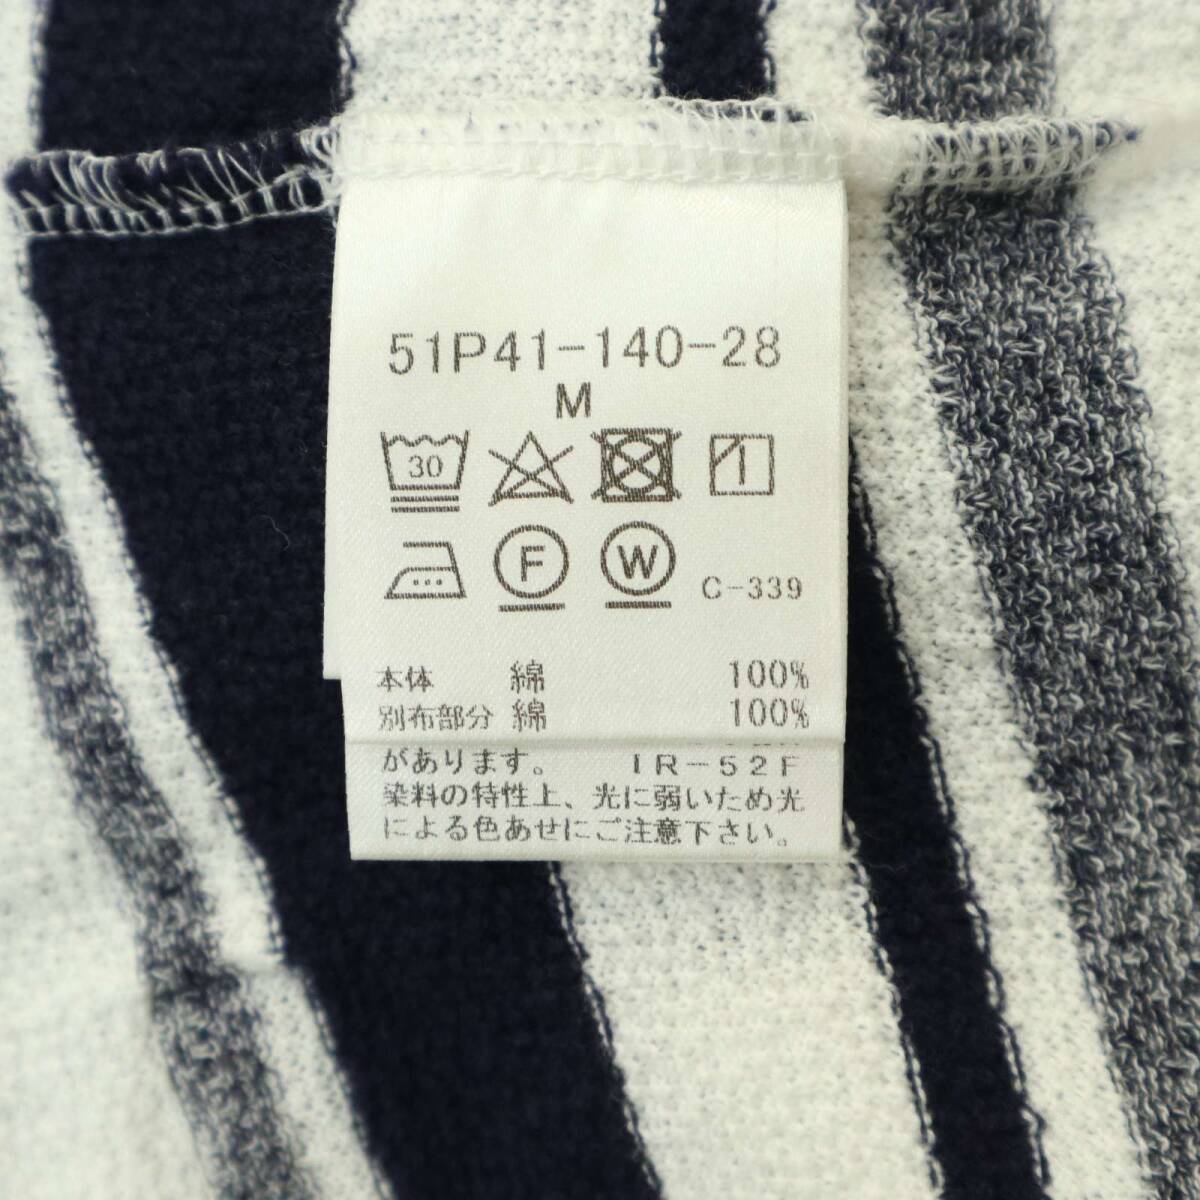 51P41-140-28
M
30
F W C-339
本体 綿 100%
別布部分 綿 100%
があります。 IR-52F
染料の特性上、光に弱いため光
による色あせにご注意下さい。